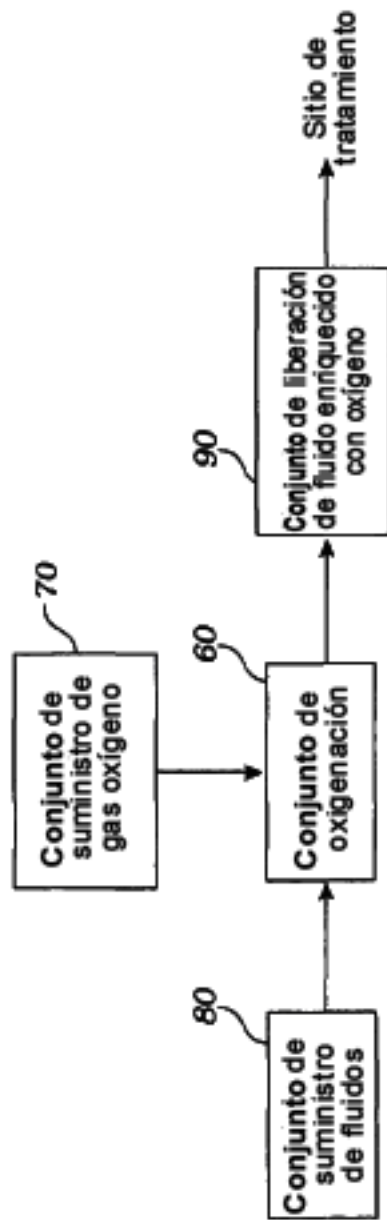 70
Conjunto de
suministro de
gas oxígeno
80
Conjunto de
suministro
de fluidos
60
Conjunto de
oxigenación
90
Conjunto de liberación
de fluido enriquecido
con oxígeno
Sitio de
tratamiento